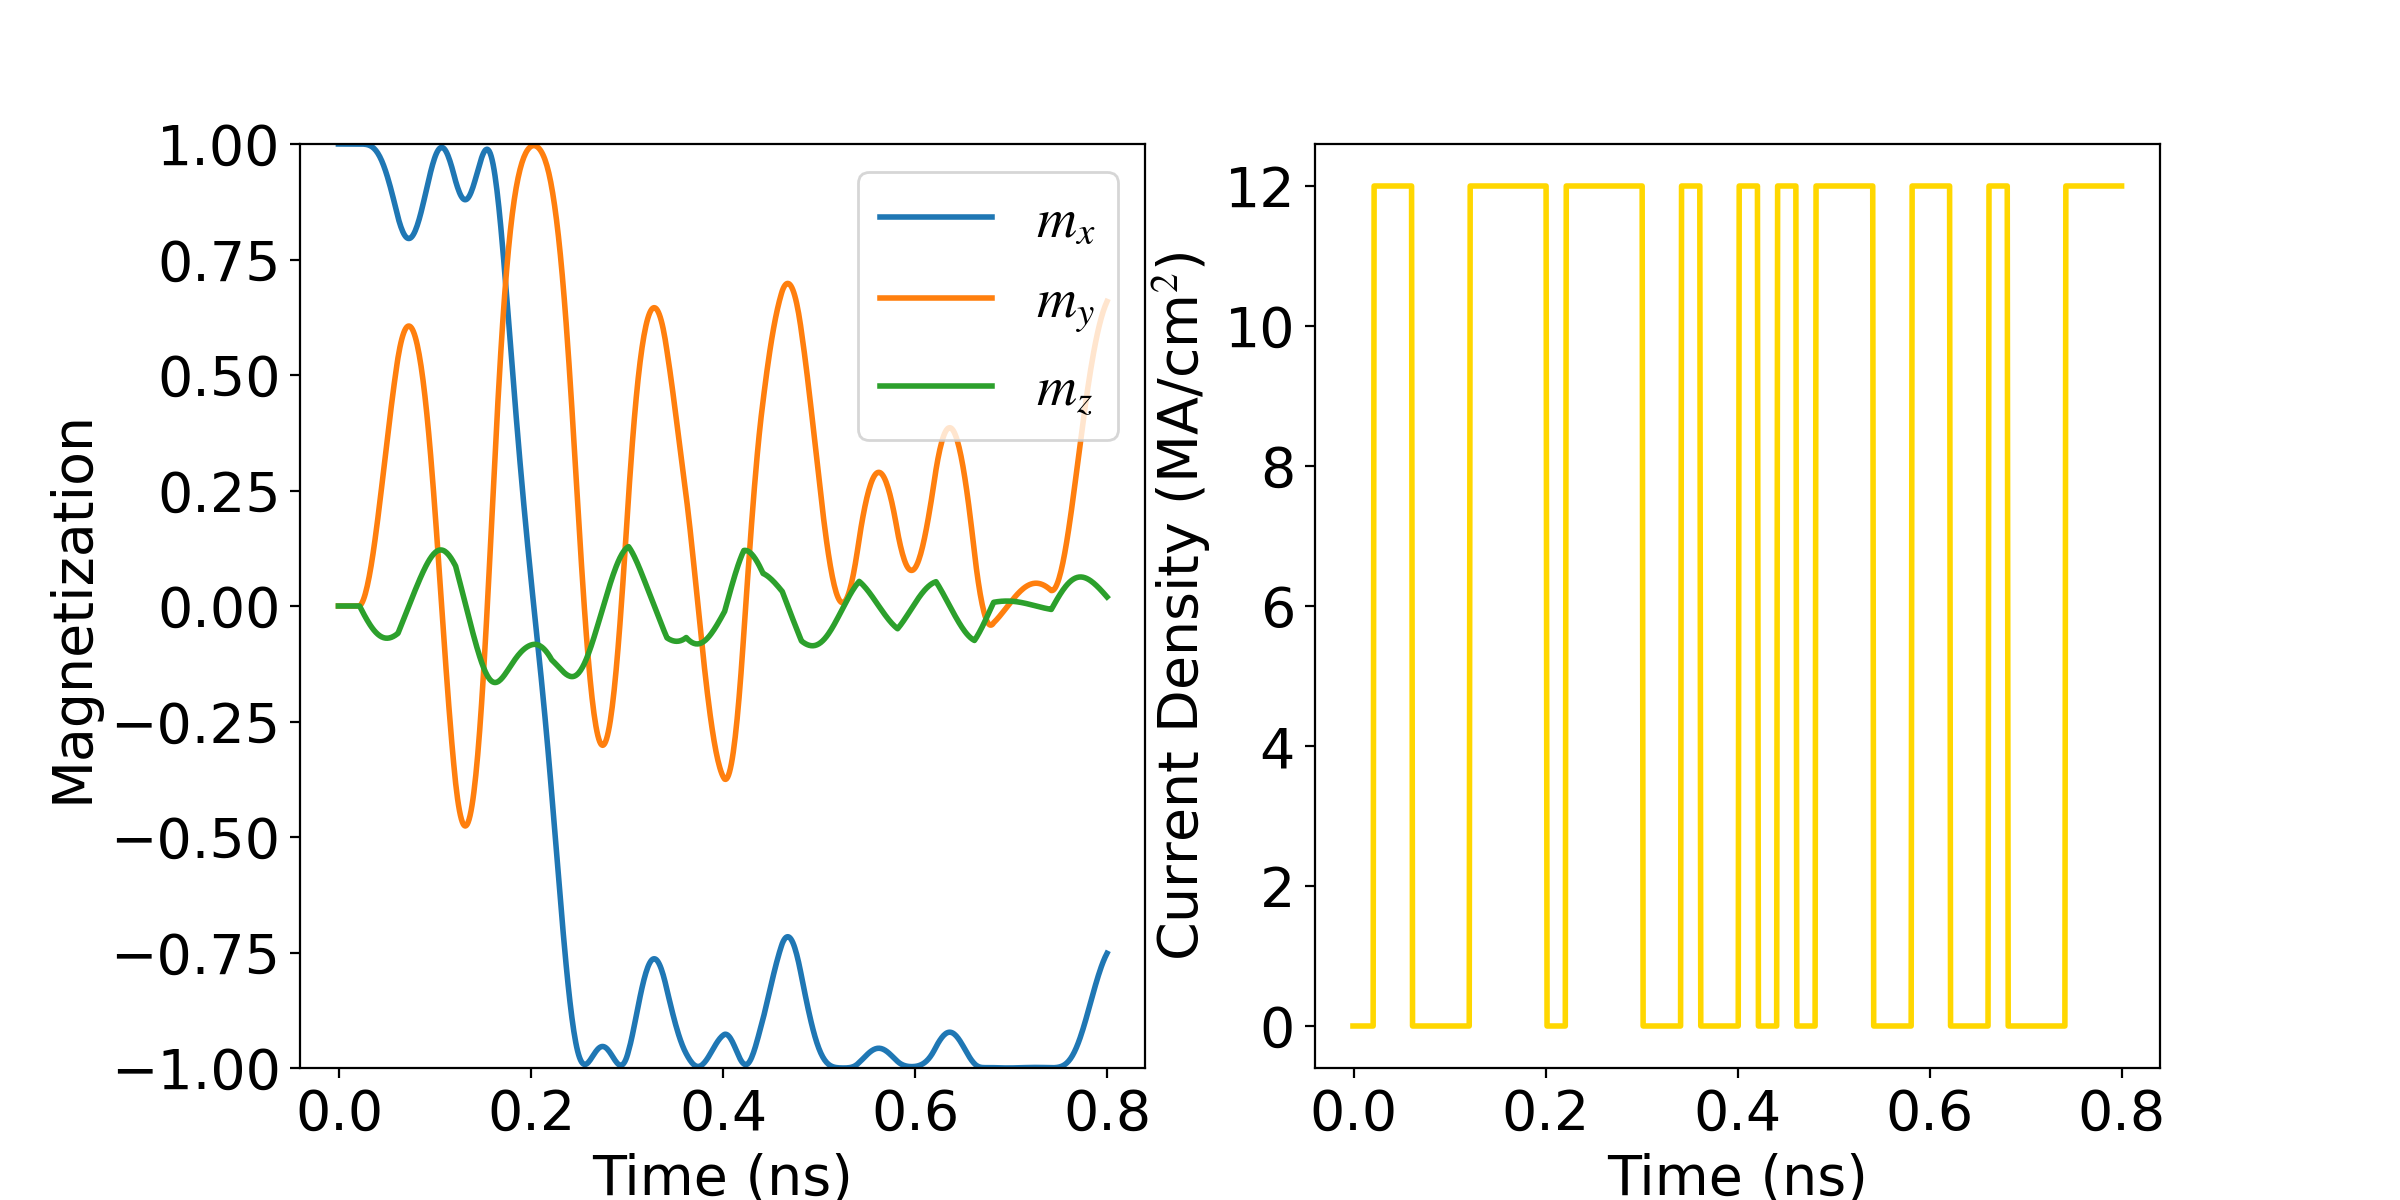 1.00
0.75
0.50
0.25
0.00
−0.25
−0.50
−0.75
−1.00
Magnetization
0.0 0.2 0.4 0.6 0.8
Time (ns)
m_x
m_y
m_z
Current Density (MA/cm²)
12
10
8
6
4
2
0
0.0 0.2 0.4 0.6 0.8
Time (ns)